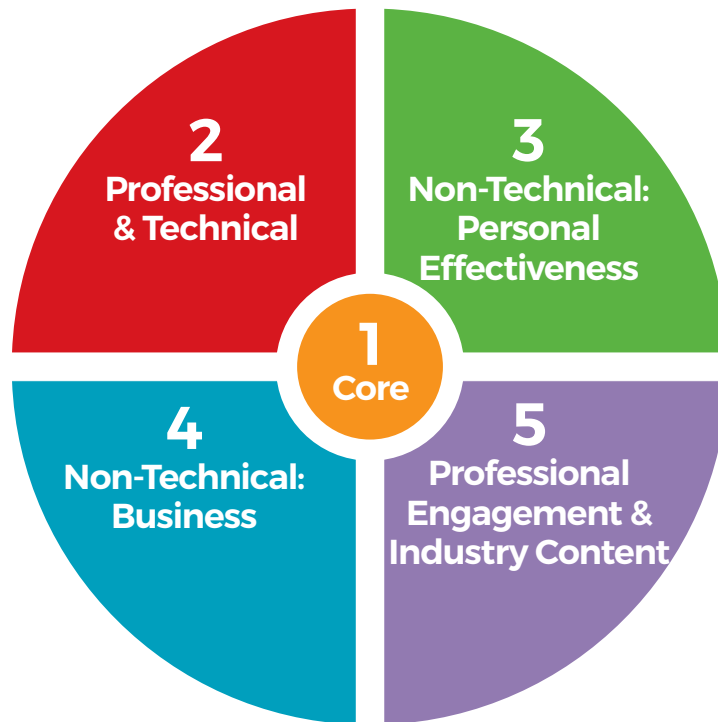 2
Professional
& Technical
3
Non-Technical:
Personal
Effectiveness
1
Core
4
Non-Technical:
Business
5
Professional
Engagement &
Industry Content